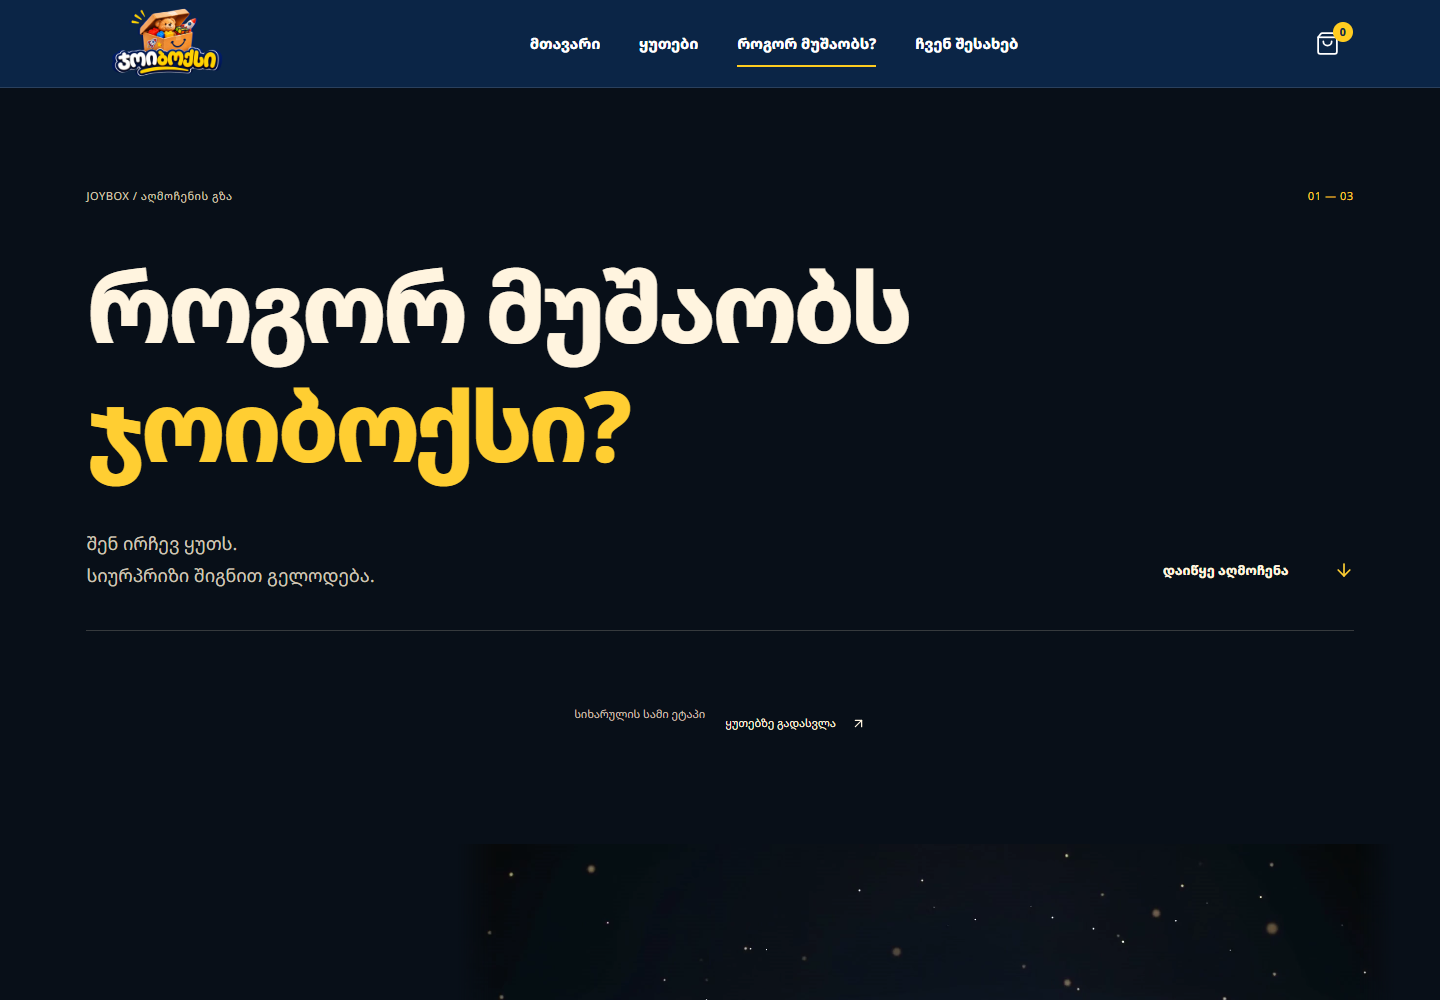 ჯოიბოქსი
მთავარი
ყუთები
როგორ მუშაობს?
ჩვენ შესახებ
0
JOYBOX / აღმოჩენის გზა
01 — 03
როგორ მუშაობს
ჯოიბოქსი?
შენ ირჩევ ყუთს.
სიურპრიზი შიგნით გელოდება.
დაიწყე აღმოჩენა
სიხარულის სამი ეტაპი
ყუთებზე გადასვლა